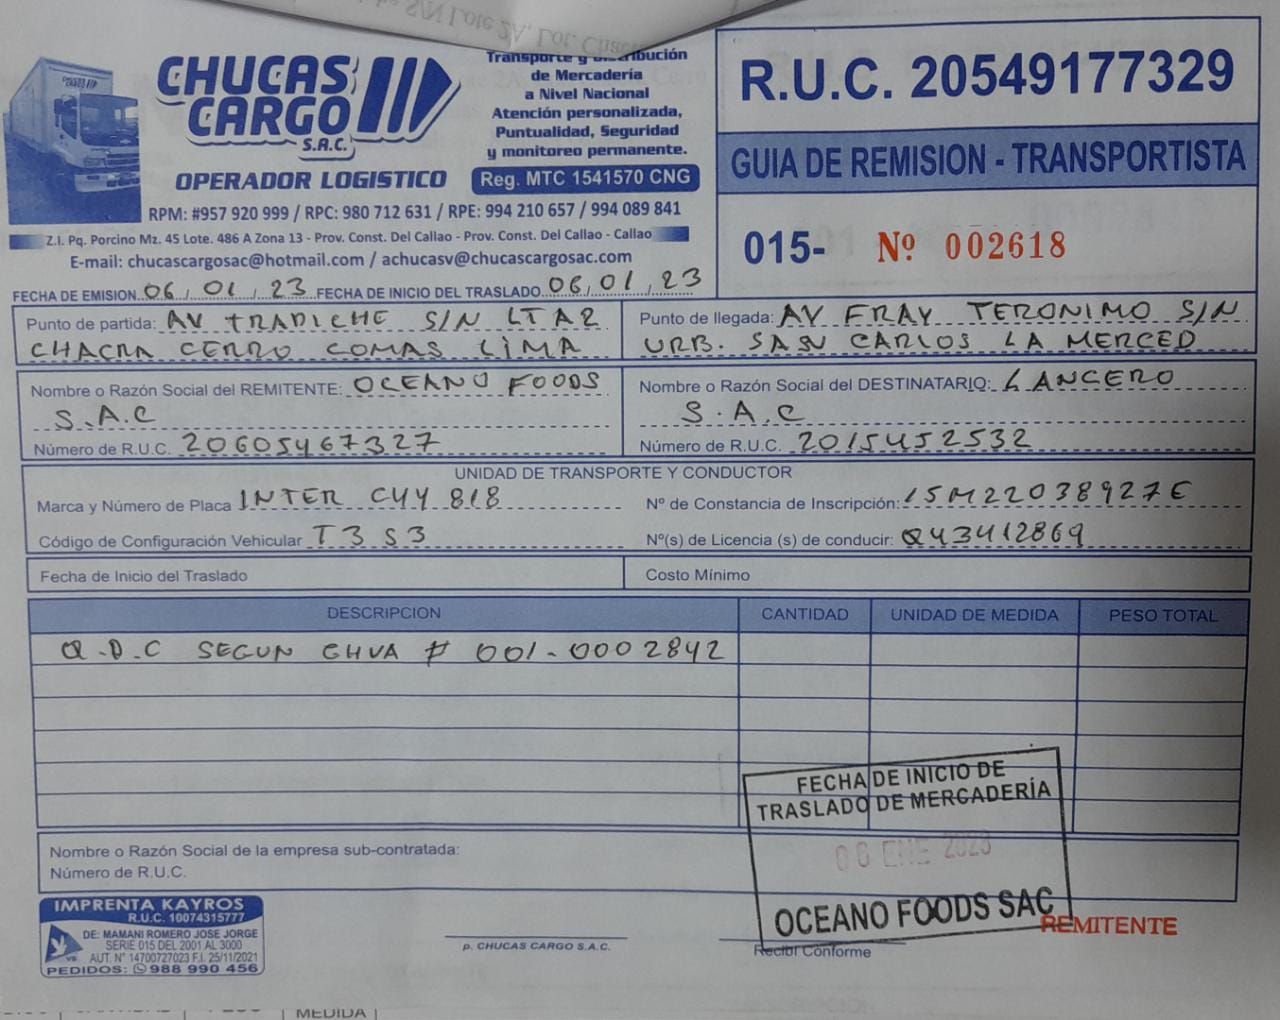 S/N Lote 2A, Lot. Chac
CHUCAS
CARGO
S.A.C.
OPERADOR LOGISTICO
Transporte y Distribución
de Mercadería
a Nivel Nacional
Atención personalizada,
Puntualidad, Seguridad
y monitoreo permanente.
Reg. MTC 1541570 CNG
RPM: #957 920 999 / RPC: 980 712 631 / RPE: 994 210 657 / 994 089 841
Z.I. Pq. Porcino Mz. 45 Lote. 486 A Zona 13 - Prov. Const. Del Callao - Prov. Const. Del Callao - Callao
E-mail: chucascargosac@hotmail.com / achucasv@chucascargosac.com
R.U.C. 20549177329
GUIA DE REMISION - TRANSPORTISTA
015- Nº 002618
FECHA DE EMISION 06, 01, 23 FECHA DE INICIO DEL TRASLADO 06, 01, 23
Punto de partida: AV TRAPICHE S/N LTA2
CHACRA CERRO COMAS LIMA
Punto de llegada: AV FRAY JERONIMO S/N
URB. SAN CARLOS LA MERCED
Nombre o Razón Social del REMITENTE: OCEANO FOODS
S.A.C
Número de R.U.C. 20605467327
Nombre o Razón Social del DESTINATARIO: LANCERO
S.A.C
Número de R.U.C. 20154452532
UNIDAD DE TRANSPORTE Y CONDUCTOR
Marca y Número de Placa INTER CYY 818
Nº de Constancia de Inscripción: 15M22038927E
Código de Configuración Vehicular T3S3
Nº(s) de Licencia (s) de conducir: Q43412869
Fecha de Inicio del Traslado
Costo Mínimo
DESCRIPCION CANTIDAD UNIDAD DE MEDIDA PESO TOTAL
Q.D.C SEGUN GUIA # 001-0002842
FECHA DE INICIO DE
TRASLADO DE MERCADERÍA
06 ENE 2023
OCEANO FOODS SAC
Nombre o Razón Social de la empresa sub-contratada:
Número de R.U.C.
IMPRENTA KAYROS
R.U.C. 10074315777
DE: MAMANI ROMERO JOSE JORGE
SERIE 015 DEL 2001 AL 3000
AUT. Nº 14700727023 F.I. 25/11/2021
PEDIDOS: 988 990 456
p. CHUCAS CARGO S.A.C.
Recibí Conforme
REMITENTE
MEDIDA